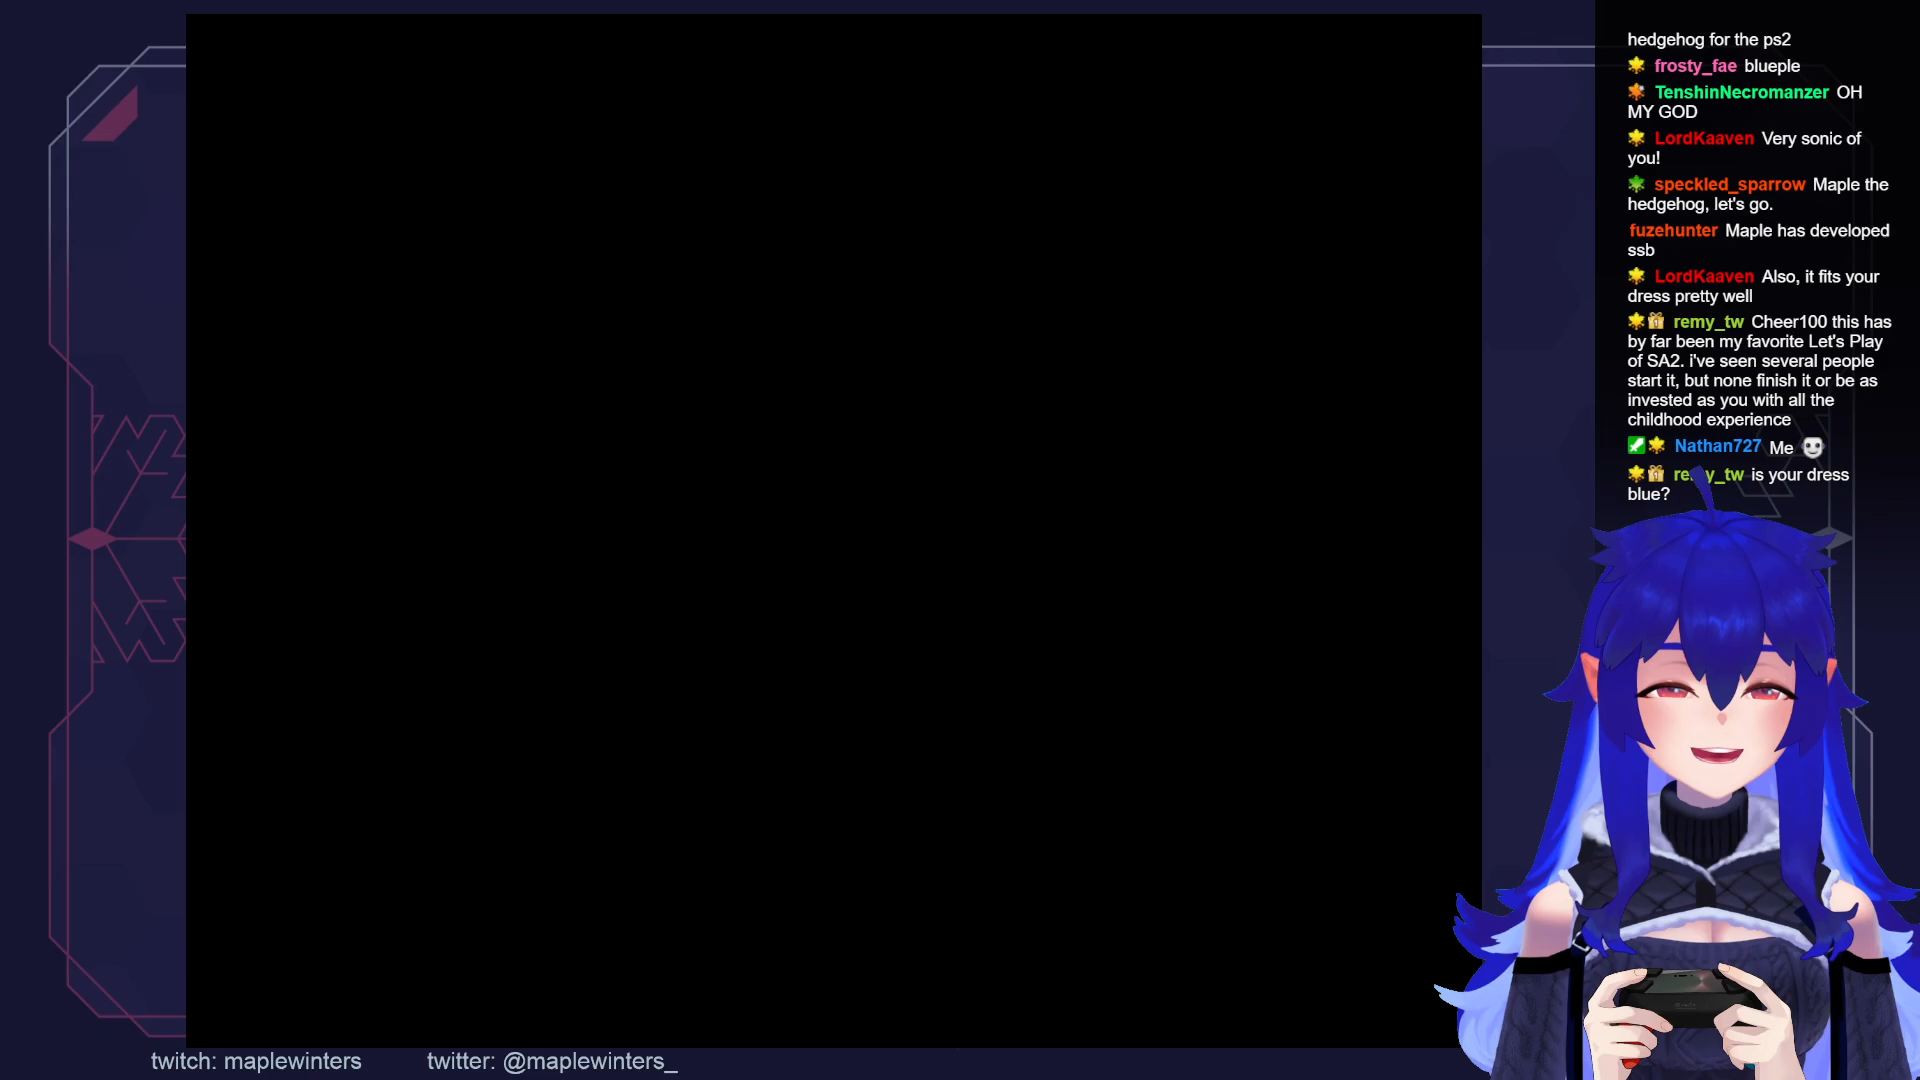 hedgehog for the ps2
frosty_fae blueple
TenshinNecromanzer OH
MY GOD
LordKaaven Very sonic of
you!
speckled_sparrow Maple the
hedgehog, let's go.
fuzehunter Maple has developed
ssb
LordKaaven Also, it fits your
dress pretty well
remy_tw Cheer100 this has
by far been my favorite Let's Play
of SA2. i've seen several people
start it, but none finish it or be as
invested as you with all the
childhood experience
Nathan727 Me
remy_tw is your dress
blue?
twitch: maplewinters
twitter: @maplewinters_